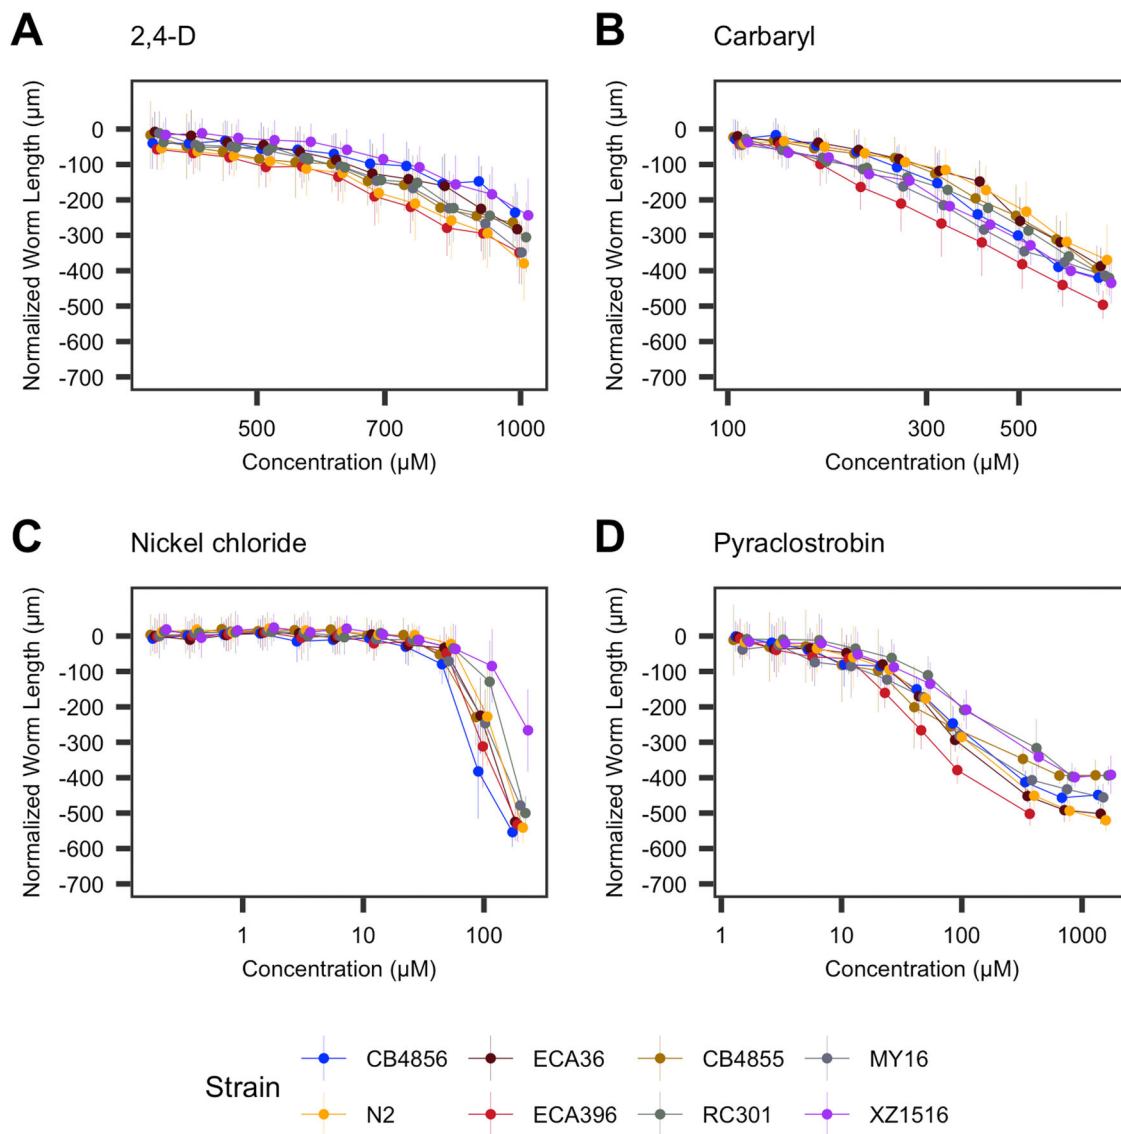 A 2,4-D
Normalized Worm Length (µm)
0
-100
-200
-300
-400
-500
-600
-700
500 700 1000
Concentration (µM)
B Carbaryl
Normalized Worm Length (µm)
0
-100
-200
-300
-400
-500
-600
-700
100 300 500
Concentration (µM)
C Nickel chloride
Normalized Worm Length (µm)
0
-100
-200
-300
-400
-500
-600
-700
1 10 100
Concentration (µM)
D Pyraclostrobin
Normalized Worm Length (µm)
0
-100
-200
-300
-400
-500
-600
-700
1 10 100 1000
Concentration (µM)
Strain
CB4856 ECA36 CB4855 MY16
N2 ECA396 RC301 XZ1516